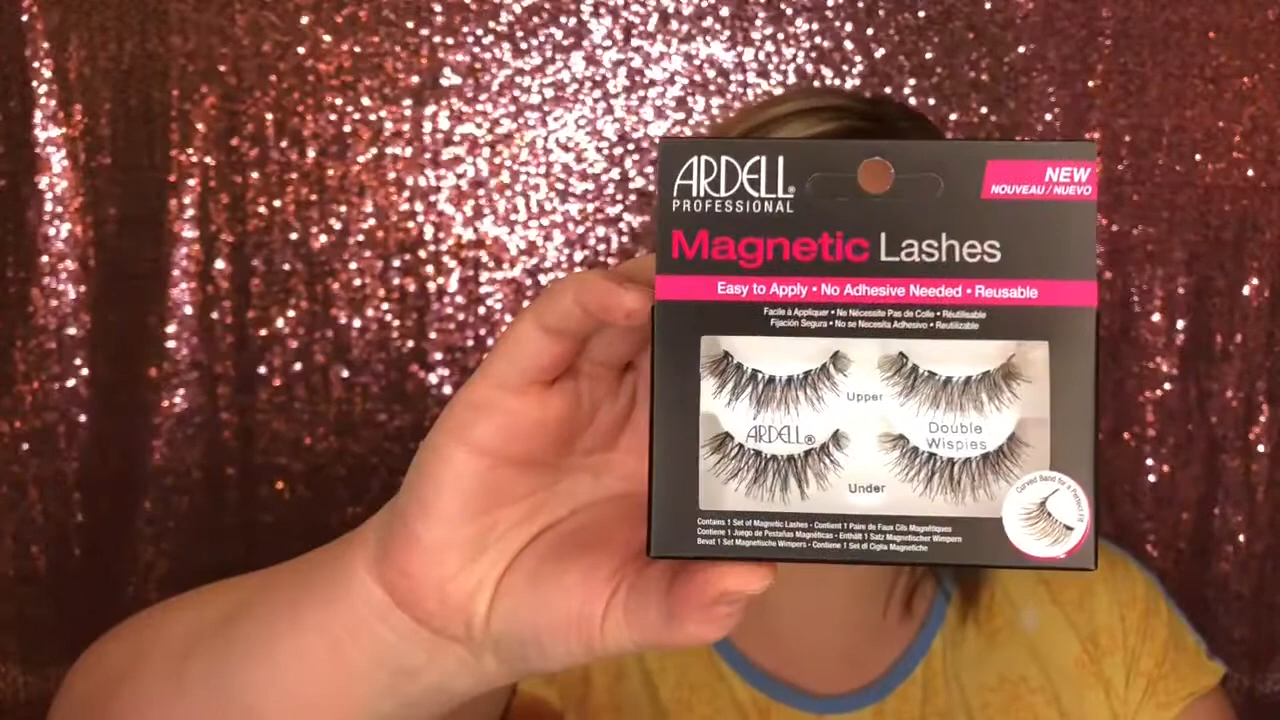 ARDELL®
PROFESSIONAL
NEW
NOUVEAU / NUEVO
Magnetic Lashes
Easy to Apply • No Adhesive Needed • Reusable
Facile à Appliquer • No Nécessite Pas de Colle • Réutilisable
Fijación Segura • No se Necesita Adhesivo • Reutilizable
Upper
ARDELL®
Double
Wispies
Under
Curved Band for a Perfect Fit
Contains 1 Set of Magnetic Lashes • Contient 1 Paire de Faux Cils Magnétiques
Contiene 1 Juego de Pestañas Magnéticas • Enthält 1 Satz Magnetischer Wimpern
Bevat 1 Set Magnetische Wimpers • Contiene 1 Set di Ciglia Magnetiche